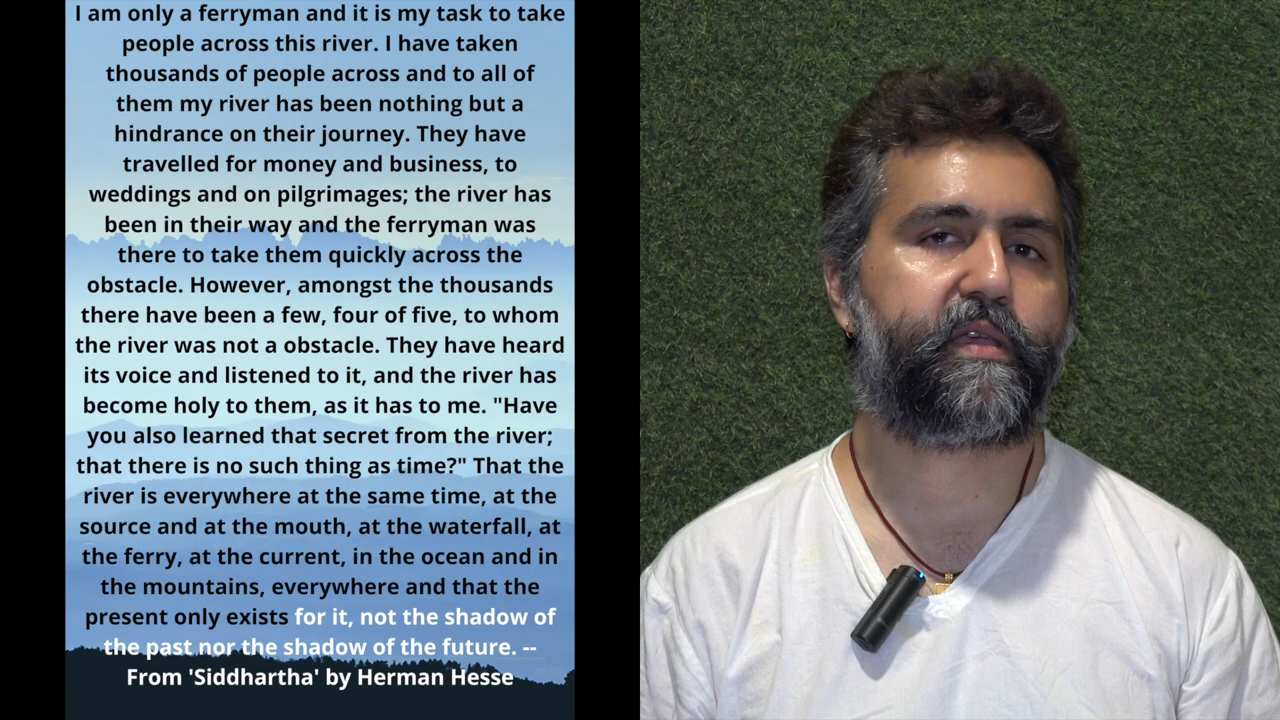 I am only a ferryman and it is my task to take
people across this river. I have taken
thousands of people across and to all of
them my river has been nothing but a
hindrance on their journey. They have
travelled for money and business, to
weddings and on pilgrimages; the river has
been in their way and the ferryman was
there to take them quickly across the
obstacle. However, amongst the thousands
there have been a few, four of five, to whom
the river was not a obstacle. They have heard
its voice and listened to it, and the river has
become holy to them, as it has to me. "Have
you also learned that secret from the river;
that there is no such thing as time?" That the
river is everywhere at the same time, at the
source and at the mouth, at the waterfall, at
the ferry, at the current, in the ocean and in
the mountains, everywhere and that the
present only exists for it, not the shadow of
the past nor the shadow of the future. --
From 'Siddhartha' by Herman Hesse